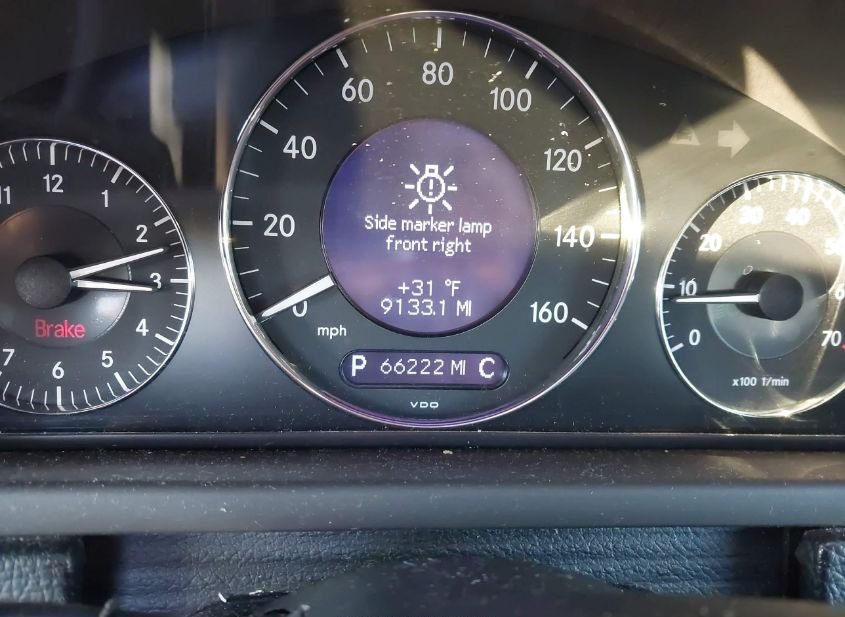 11 12 1
2
3
4
5
6
7
Brake
0 20 40 60 80 100 120 140 160
mph
Side marker lamp
front right
+31 °F
9133.1 MI
P 66222 MI C
VDO
0 10 20 30 40 70
x100 1/min